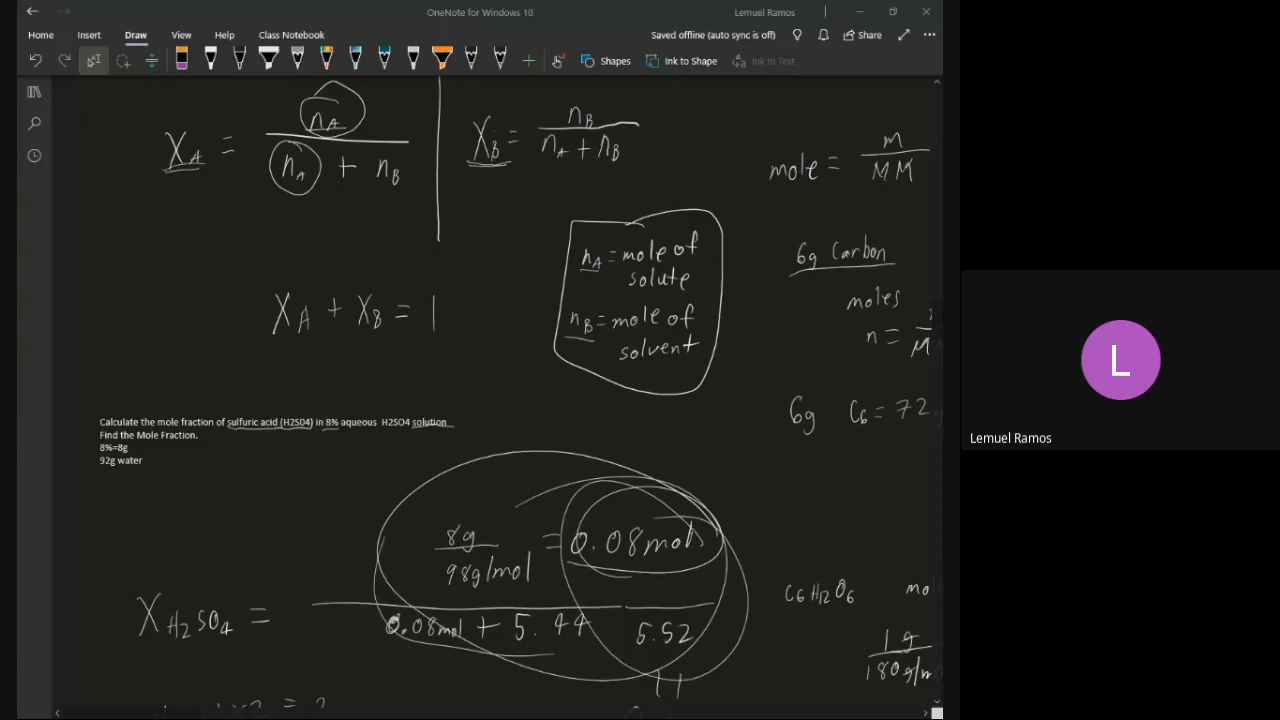 OneNote for Windows 10
Lemuel Ramos
Home Insert Draw View Help Class Notebook
Saved offline (auto sync is off)
Share
Shapes
Ink to Shape
Ink to Text
X_A = n_A / n_A + n_B
X_B = n_B / n_A + n_B
mole = m / MM
n_A = mole of
solute
n_B = mole of
solvent
6g Carbon
moles
n =
X_A + X_B = 1
6g C6 = 72
Calculate the mole fraction of sulfuric acid (H2S04) in 8% aqueous H2SO4 solution
Find the Mole Fraction.
8%=8g
92g water
8g / 98g/mol = 0.08mol
X H2SO4 = 0.08mol + 5.44 5.52
C6H12O6
1g
180g/m
L
Lemuel Ramos